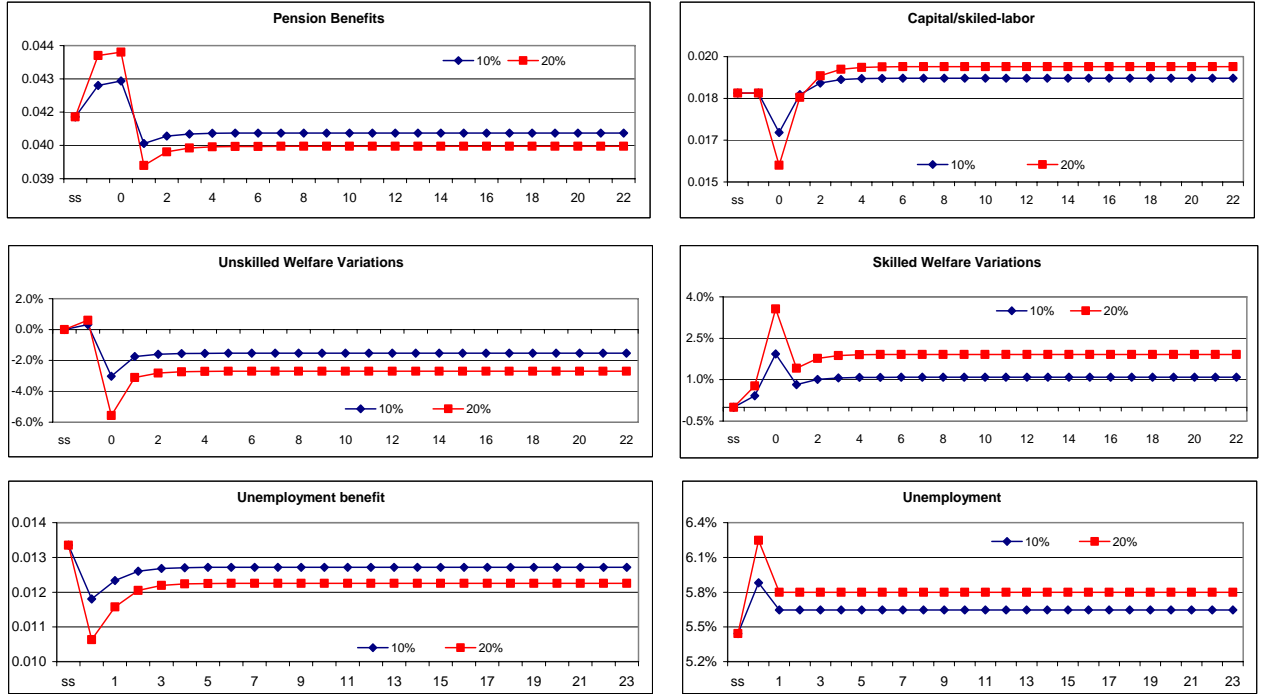 Pension Benefits
0.044
0.043
0.042
0.040
0.039
10% 20%
ss 0 2 4 6 8 10 12 14 16 18 20 22
Capital/skiled-labor
0.020
0.018
0.017
0.015
10% 20%
ss 0 2 4 6 8 10 12 14 16 18 20 22
Unskilled Welfare Variations
2.0%
0.0%
-2.0%
-4.0%
-6.0%
10% 20%
ss 0 2 4 6 8 10 12 14 16 18 20 22
Skilled Welfare Variations
4.0%
2.5%
1.0%
-0.5%
10% 20%
ss 0 2 4 6 8 10 12 14 16 18 20 22
Unemployment benefit
0.014
0.013
0.012
0.011
0.010
10% 20%
ss 1 3 5 7 9 11 13 15 17 19 21 23
Unemployment
6.4%
6.1%
5.8%
5.5%
5.2%
10% 20%
ss 1 3 5 7 9 11 13 15 17 19 21 23